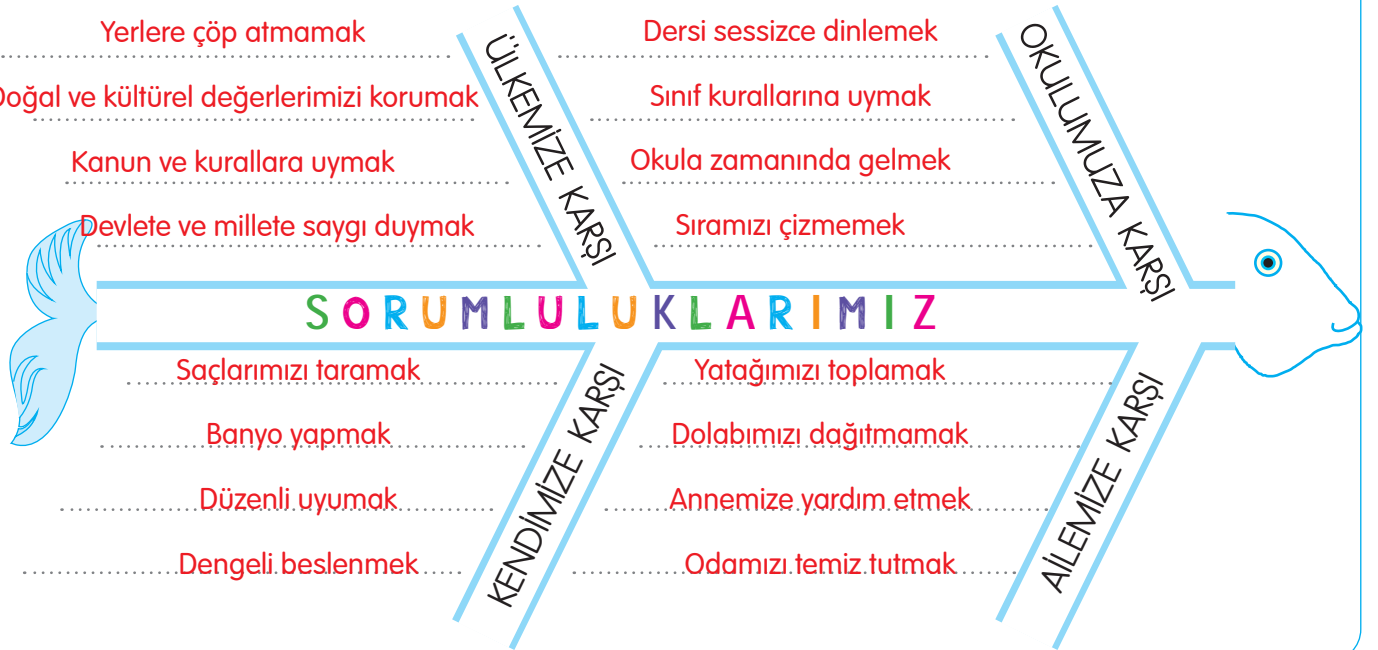 Yerlere çöp atmamak
Doğal ve kültürel değerlerimizi korumak
Kanun ve kurallara uymak
Devlete ve millete saygı duymak
ÜLKEMİZE KARŞI
Dersi sessizce dinlemek
Sınıf kurallarına uymak
Okula zamanında gelmek
Sıramızı çizmemek
OKULUMUZA KARŞI
SORUMLULUKLARIMIZ
Saçlarımızı taramak
Banyo yapmak
Düzenli uyumak
Dengeli beslenmek
KENDİMİZE KARŞI
Yatağımızı toplamak
Dolabımızı dağıtmamak
Annemize yardım etmek
Odamızı temiz tutmak
AİLEMİZE KARŞI